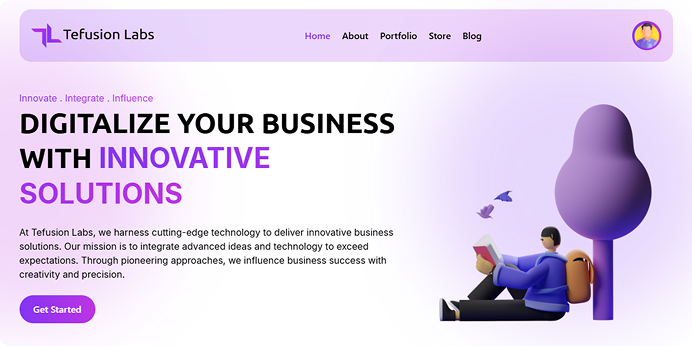 Tefusion Labs
Home About Portfolio Store Blog
Innovate . Integrate . Influence
DIGITALIZE YOUR BUSINESS
WITH INNOVATIVE
SOLUTIONS
At Tefusion Labs, we harness cutting-edge technology to deliver innovative business
solutions. Our mission is to integrate advanced ideas and technology to exceed
expectations. Through pioneering approaches, we influence business success with
creativity and precision.
Get Started